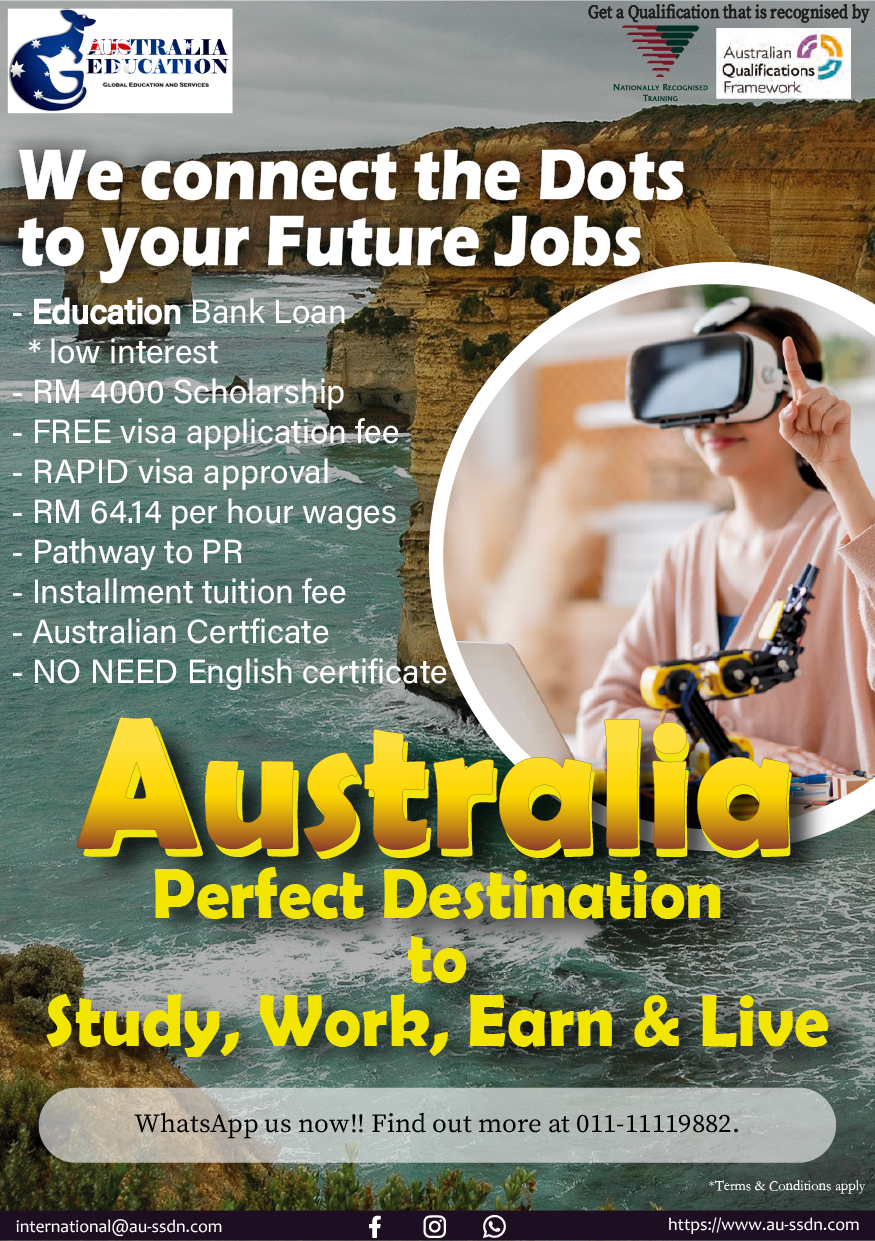 Get a Qualification that is recognised by
AUSTRALIA
EDUCATION
GLOBAL EDUCATION AND SERVICES
NATIONALLY RECOGNISED
TRAINING
Australian
Qualifications
Framework
We connect the Dots
to your Future Jobs
- Education Bank Loan
* low interest
- RM 4000 Scholarship
- FREE visa application fee
- RAPID visa approval
- RM 64.14 per hour wages
- Pathway to PR
- Installment tuition fee
- Australian Certficate
- NO NEED English certificate
Australia
Perfect Destination
to
Study, Work, Earn & Live
WhatsApp us now!! Find out more at 011-11119882.
*Terms & Conditions apply
international@au-ssdn.com
https://www.au-ssdn.com